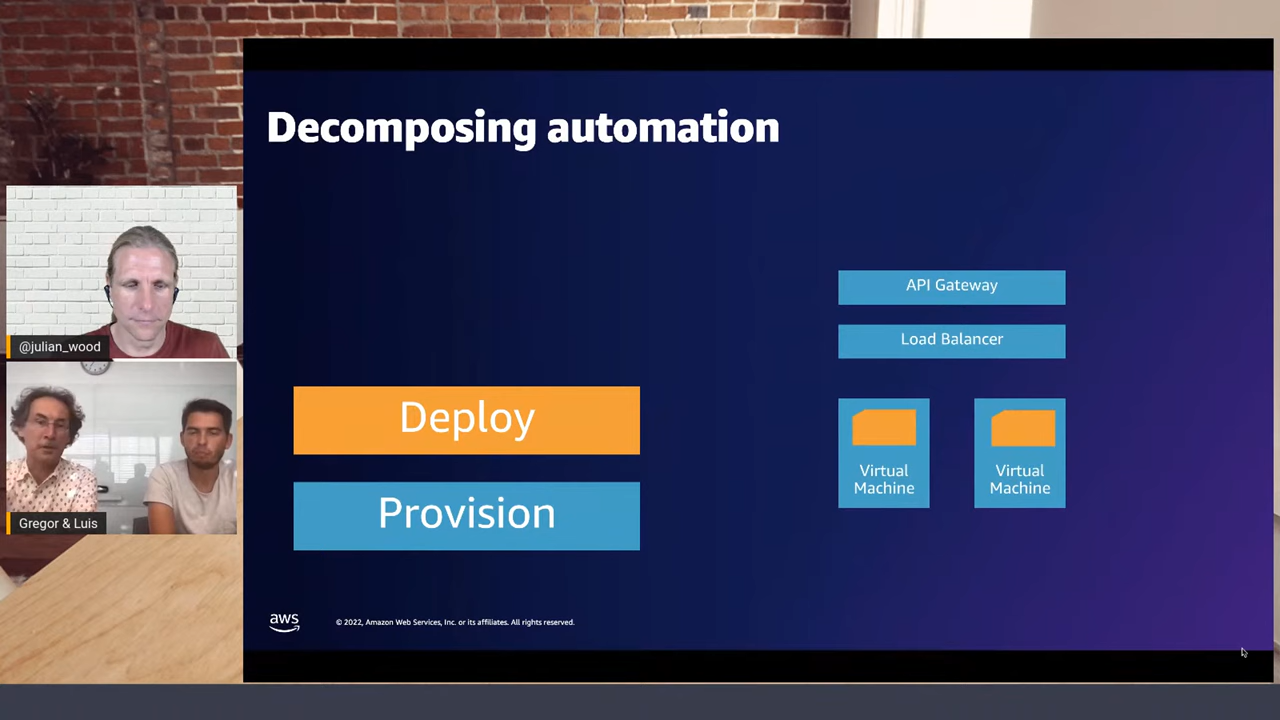 Decomposing automation
@julian_wood
Gregor & Luis
Deploy
Provision
API Gateway
Load Balancer
Virtual
Machine
Virtual
Machine
aws
© 2022, Amazon Web Services, Inc. or its affiliates. All rights reserved.